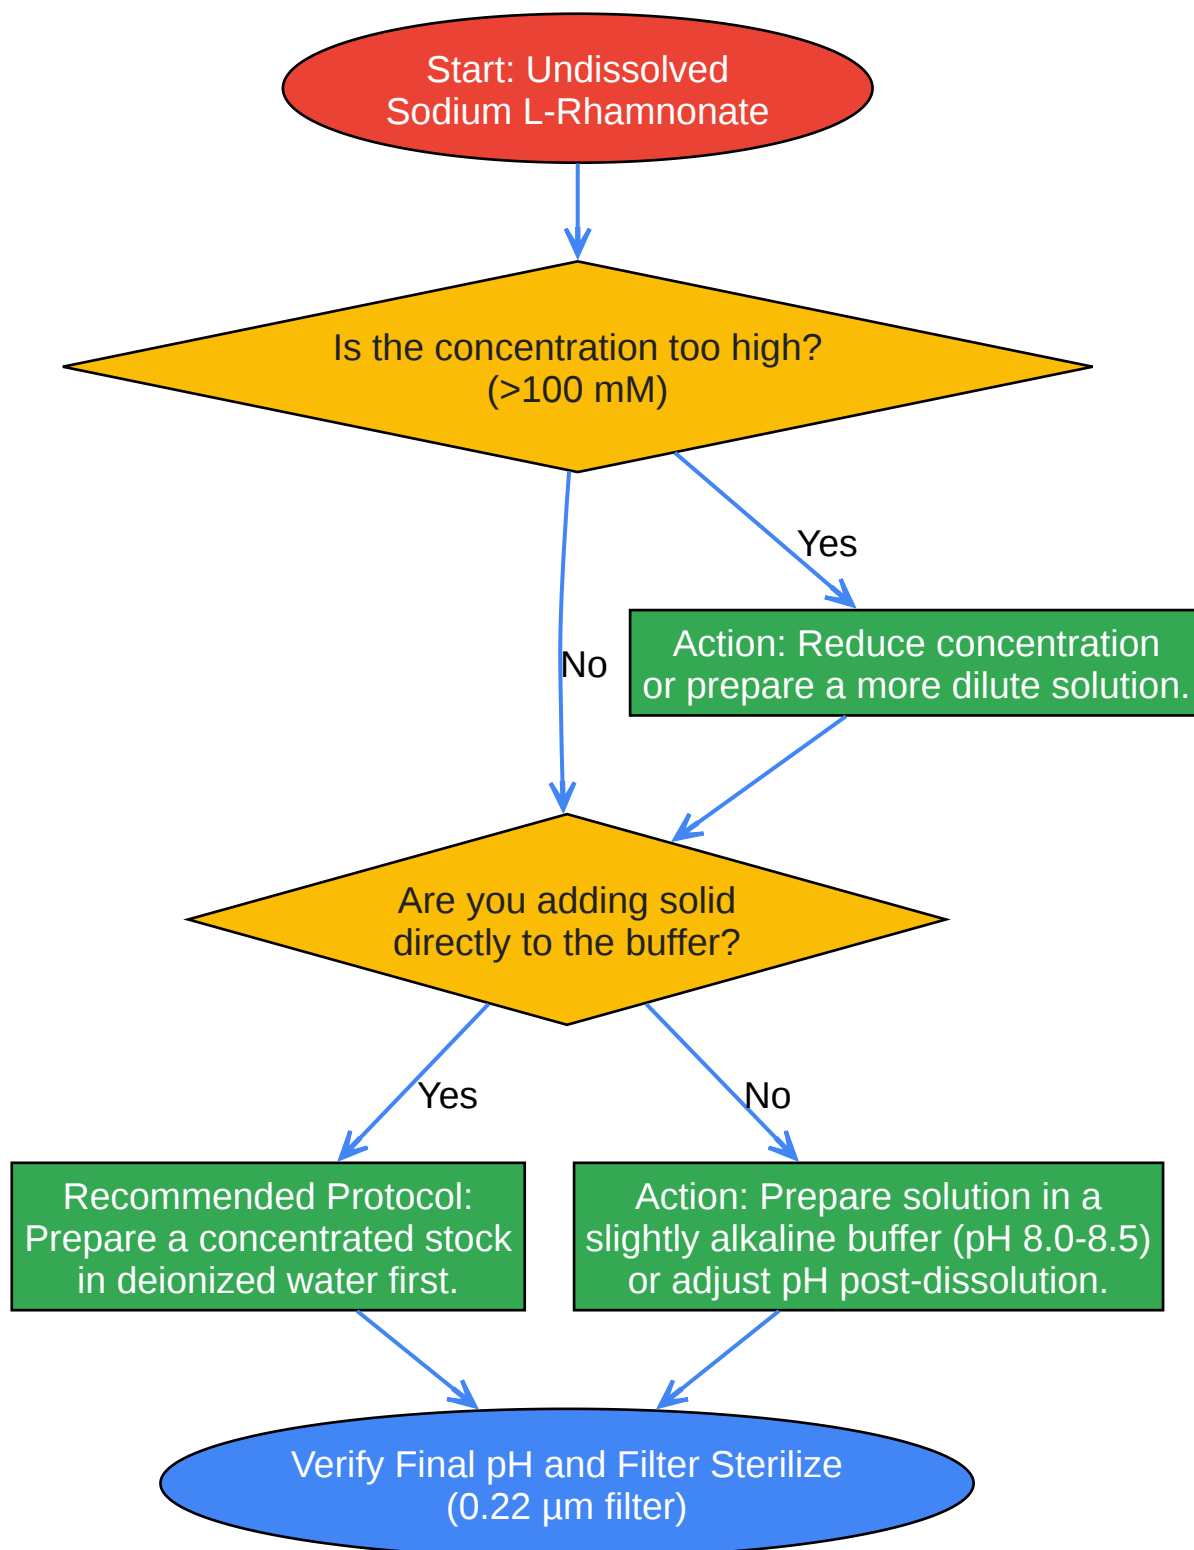 Start: Undissolved
Sodium L-Rhamnonate
Is the concentration too high?
(>100 mM)
Yes
Action: Reduce concentration
or prepare a more dilute solution.
No
Are you adding solid
directly to the buffer?
Yes
No
Recommended Protocol:
Prepare a concentrated stock
in deionized water first.
Action: Prepare solution in a
slightly alkaline buffer (pH 8.0-8.5)
or adjust pH post-dissolution.
Verify Final pH and Filter Sterilize
(0.22 µm filter)